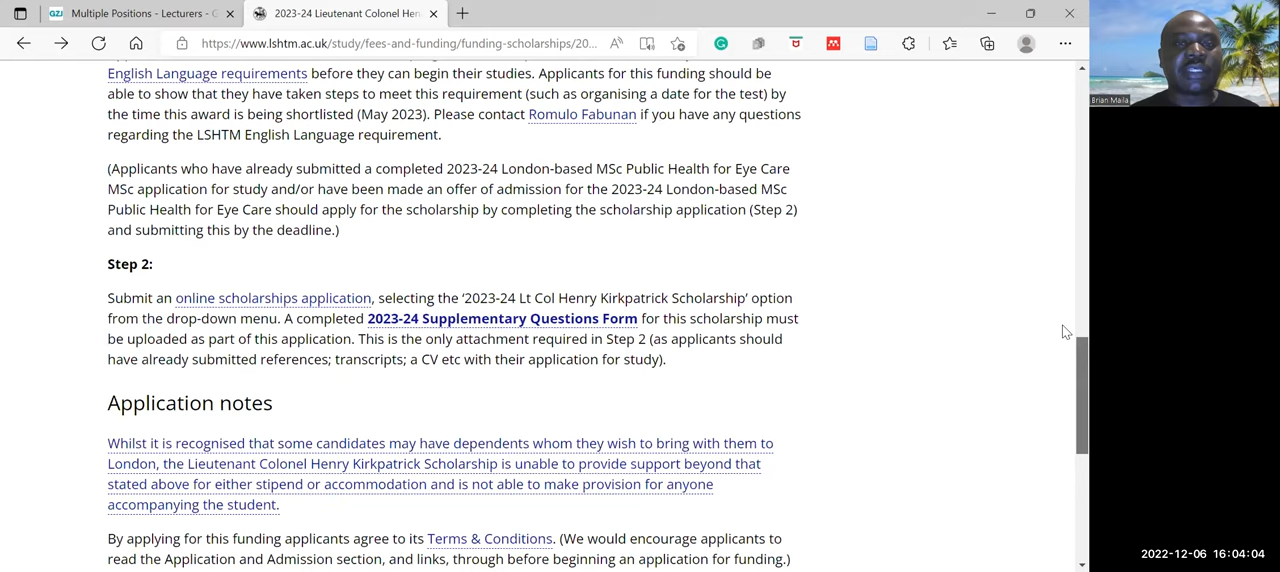 Multiple Positions - Lecturers - G
2023-24 Lieutenant Colonel Hen
https://www.lshtm.ac.uk/study/fees-and-funding/funding-scholarships/20...
English Language requirements before they can begin their studies. Applicants for this funding should be
able to show that they have taken steps to meet this requirement (such as organising a date for the test) by
the time this award is being shortlisted (May 2023). Please contact Romulo Fabunan if you have any questions
regarding the LSHTM English Language requirement.
(Applicants who have already submitted a completed 2023-24 London-based MSc Public Health for Eye Care
MSc application for study and/or have been made an offer of admission for the 2023-24 London-based MSc
Public Health for Eye Care should apply for the scholarship by completing the scholarship application (Step 2)
and submitting this by the deadline.)
Step 2:
Submit an online scholarships application, selecting the ‘2023-24 Lt Col Henry Kirkpatrick Scholarship’ option
from the drop-down menu. A completed 2023-24 Supplementary Questions Form for this scholarship must
be uploaded as part of this application. This is the only attachment required in Step 2 (as applicants should
have already submitted references; transcripts; a CV etc with their application for study).
Application notes
Whilst it is recognised that some candidates may have dependents whom they wish to bring with them to
London, the Lieutenant Colonel Henry Kirkpatrick Scholarship is unable to provide support beyond that
stated above for either stipend or accommodation and is not able to make provision for anyone
accompanying the student.
By applying for this funding applicants agree to its Terms & Conditions. (We would encourage applicants to
read the Application and Admission section, and links, through before beginning an application for funding.)
Brian Maila
2022-12-06 16:04:04